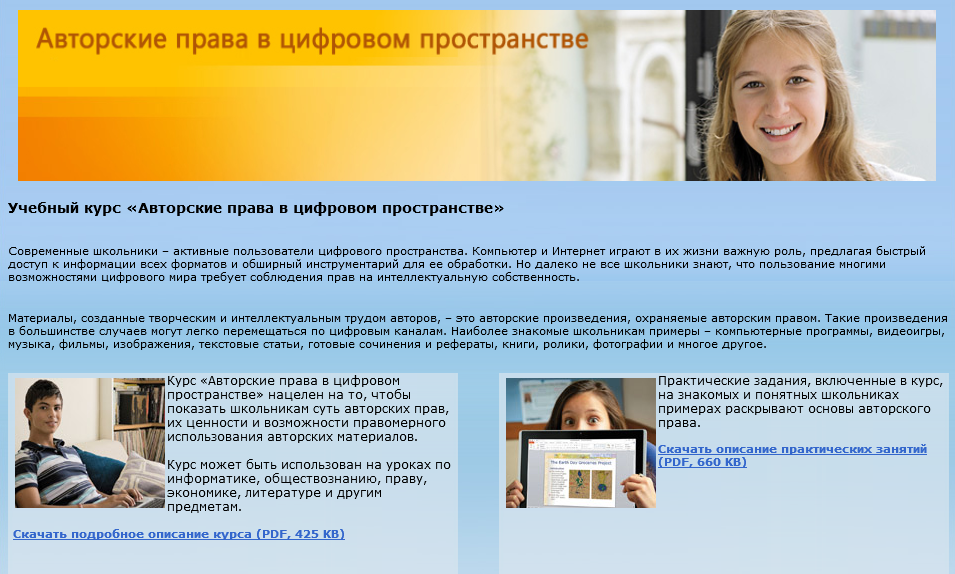 Авторские права в цифровом пространстве
Учебный курс «Авторские права в цифровом пространстве»
Современные школьники – активные пользователи цифрового пространства. Компьютер и Интернет играют в их жизни важную роль, предлагая быстрый
доступ к информации всех форматов и обширный инструментарий для ее обработки. Но далеко не все школьники знают, что пользование многими
возможностями цифрового мира требует соблюдения прав на интеллектуальную собственность.
Материалы, созданные творческим и интеллектуальным трудом авторов, – это авторские произведения, охраняемые авторским правом. Такие произведения
в большинстве случаев могут легко перемещаться по цифровым каналам. Наиболее знакомые школьникам примеры – компьютерные программы, видеоигры,
музыка, фильмы, изображения, текстовые статьи, готовые сочинения и рефераты, книги, ролики, фотографии и многое другое.
Курс «Авторские права в цифровом
пространстве» нацелен на то, чтобы
показать школьникам суть авторских прав,
их ценности и возможности правомерного
использования авторских материалов.
Курс может быть использован на уроках по
информатике, обществознанию, праву,
экономике, литературе и другим
предметам.
Скачать подробное описание курса (PDF, 425 KB)
The Earth Day Groceries Project
Практические задания, включенные в курс,
на знакомых и понятных школьниках
примерах раскрывают основы авторского
права.
Скачать описание практических занятий
(PDF, 660 KB)